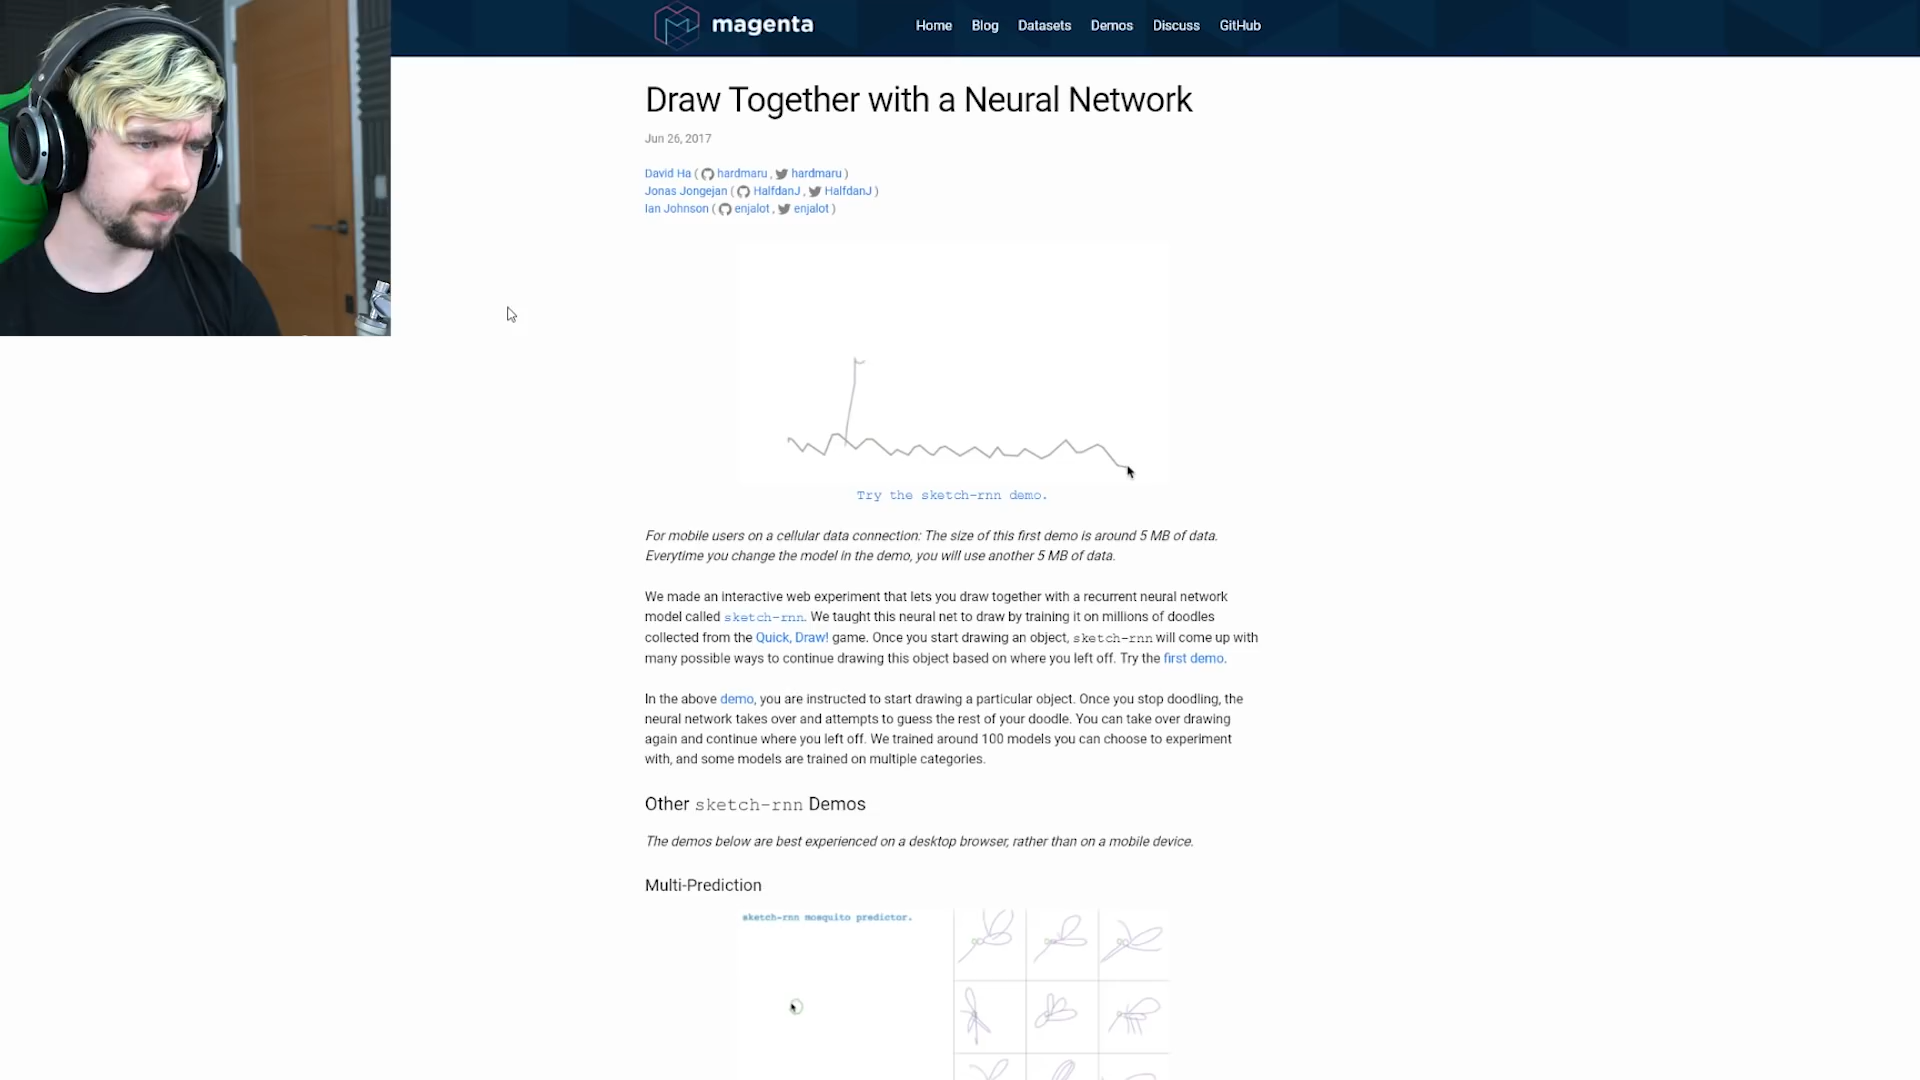 magenta
Home Blog Datasets Demos Discuss GitHub
Draw Together with a Neural Network
Jun 26, 2017
David Ha ( hardmaru , hardmaru )
Jonas Jongejan ( HalfdanJ , HalfdanJ )
Ian Johnson ( enjalot , enjalot )
Try the sketch-rnn demo.
For mobile users on a cellular data connection: The size of this first demo is around 5 MB of data.
Everytime you change the model in the demo, you will use another 5 MB of data.
We made an interactive web experiment that lets you draw together with a recurrent neural network
model called sketch-rnn. We taught this neural net to draw by training it on millions of doodles
collected from the Quick, Draw! game. Once you start drawing an object, sketch-rnn will come up with
many possible ways to continue drawing this object based on where you left off. Try the first demo.
In the above demo, you are instructed to start drawing a particular object. Once you stop doodling, the
neural network takes over and attempts to guess the rest of your doodle. You can take over drawing
again and continue where you left off. We trained around 100 models you can choose to experiment
with, and some models are trained on multiple categories.
Other sketch-rnn Demos
The demos below are best experienced on a desktop browser, rather than on a mobile device.
Multi-Prediction
sketch-rnn mosquito predictor.